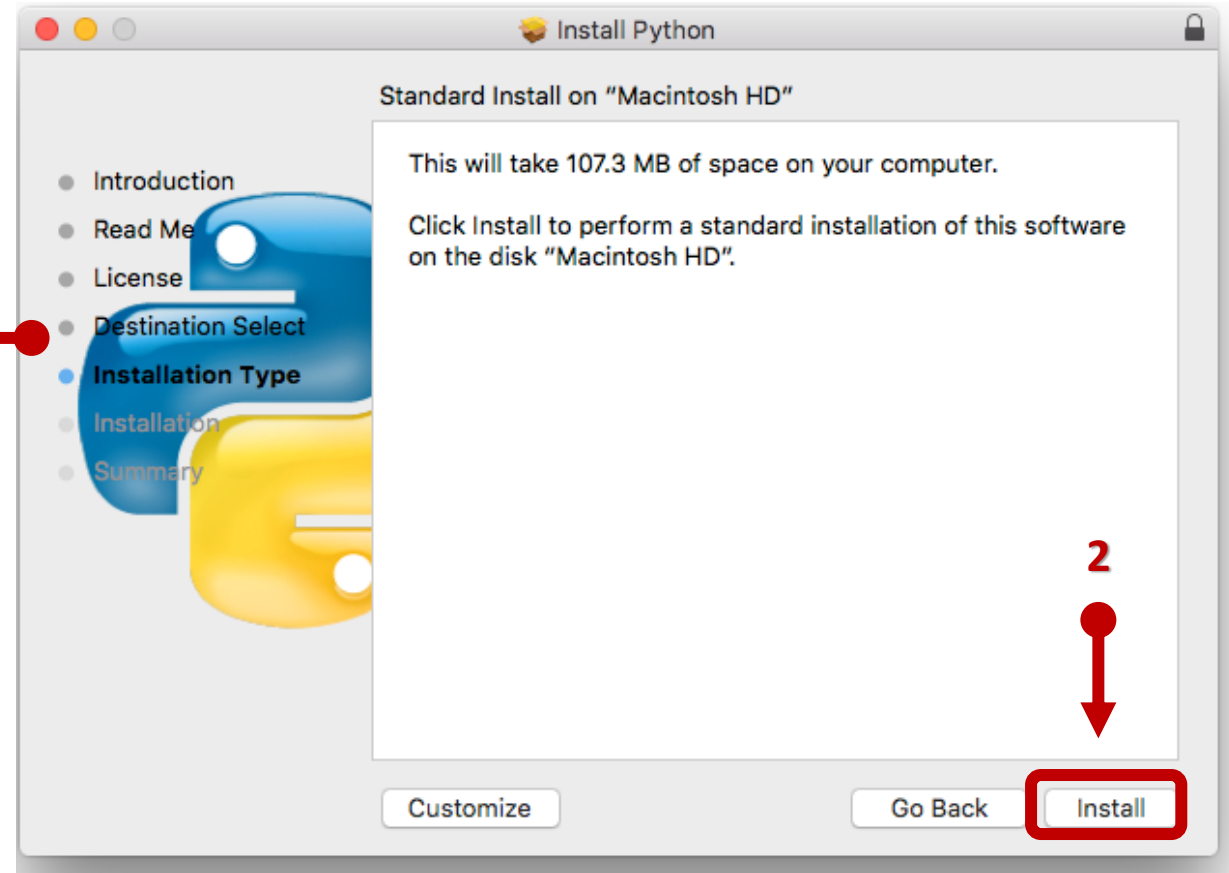 Install Python
Standard Install on “Macintosh HD”
Introduction
Read Me
License
Destination Select
Installation Type
Installation
Summary
This will take 107.3 MB of space on your computer.
Click Install to perform a standard installation of this software
on the disk “Macintosh HD”.
2
Customize
Go Back
Install